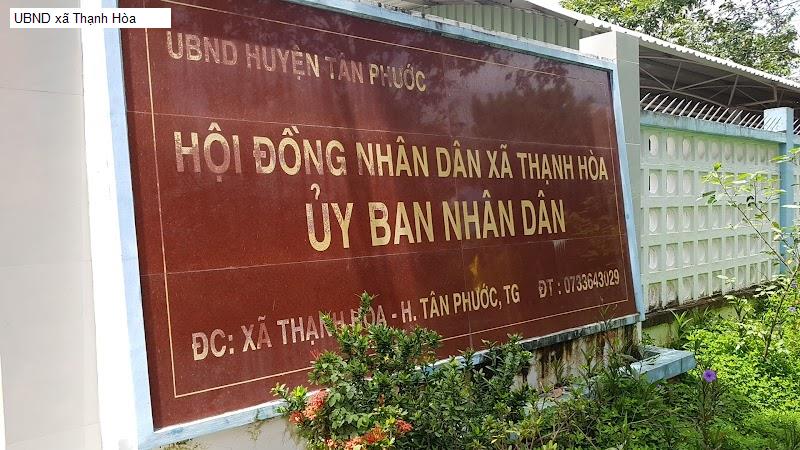 UBND xã Thạnh Hòa
UBND HUYỆN TÂN PHƯỚC
HỘI ĐỒNG NHÂN DÂN XÃ THẠNH HÒA
ỦY BAN NHÂN DÂN
ĐC: XÃ THẠNH HÒA - H. TÂN PHƯỚC, TG ĐT : 0733643029